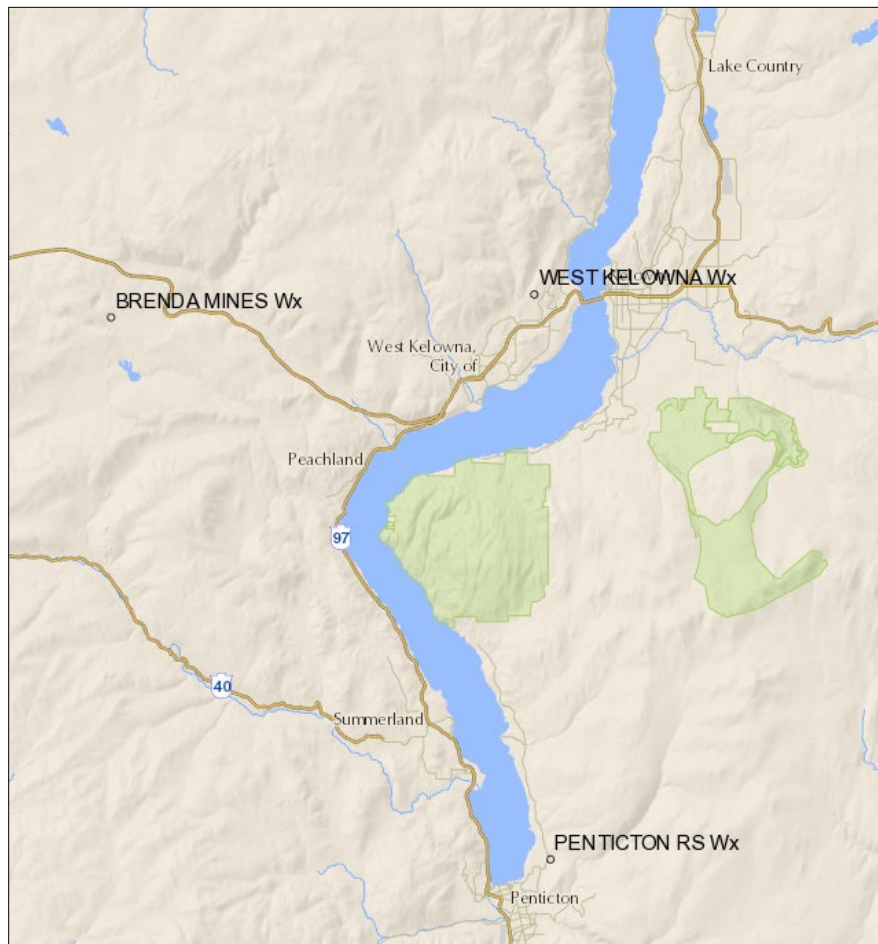 Lake Country
WEST KELOWNA Wx
BRENDA MINES Wx
West Kelowna,
City of
Peachland
97
40
Summerland
PENTICTON RS Wx
Penticton